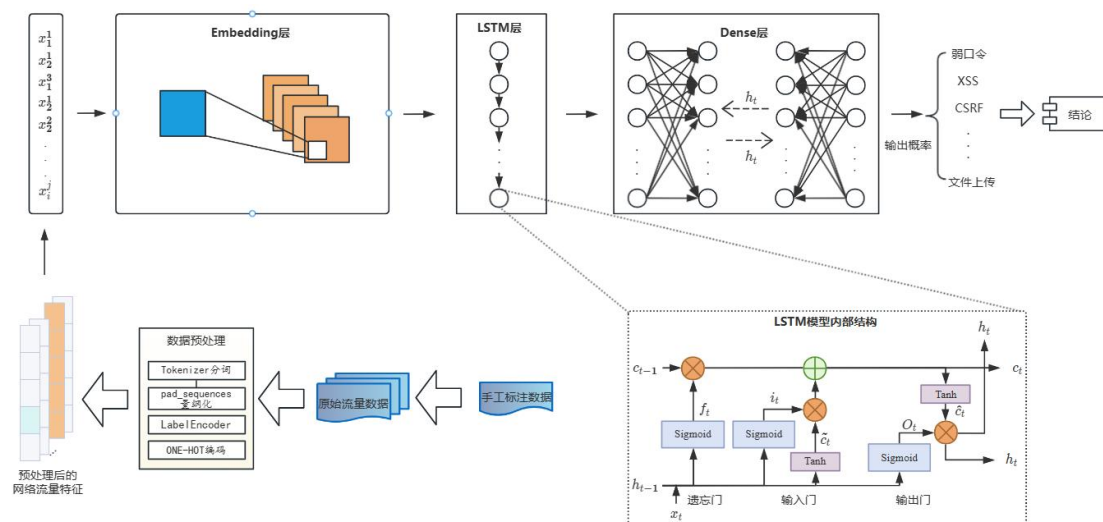 x_1^1
x_2^1
x_1^3
x_2^1
x_2^2
.
.
.
x_i^j
Embedding层
LSTM层
Dense层
h_t
h_t
输出概率
弱口令
XSS
CSRF
文件上传
结论
预处理后的
网络流量特征
数据预处理
Tokenizer分词
pad_sequences
量纲化
LabelEncoder
ONE-HOT编码
原始流量数据
手工标注数据
LSTM模型内部结构
h_t
c_{t-1}
c_t
f_t
i_t
\tilde{c}_t
Tanh
\hat{c}_t
O_t
Sigmoid
Sigmoid
Tanh
Sigmoid
h_t
h_{t-1}
x_t
遗忘门
输入门
输出门